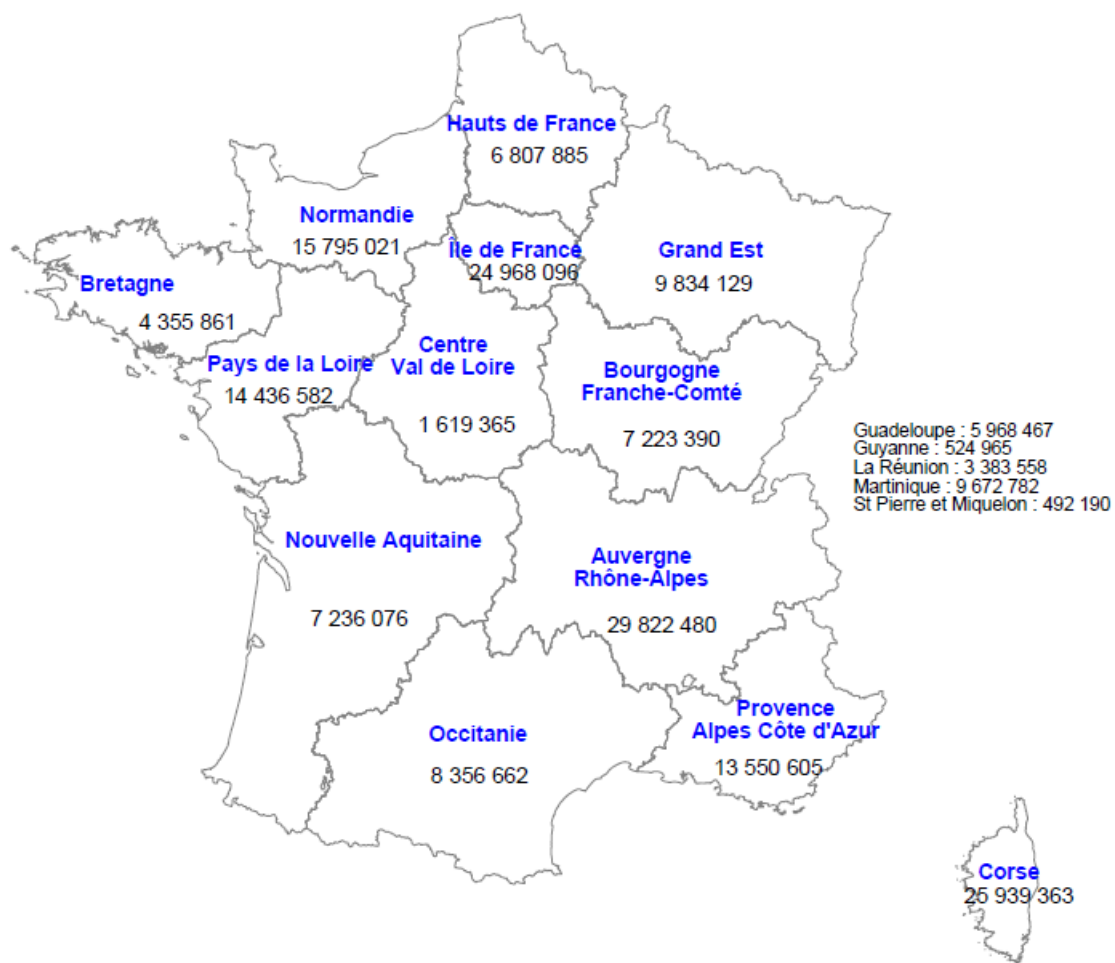 Hauts de France
6 807 885
Normandie
15 795 021
Île de France
24 968 096
Grand Est
9 834 129
Bretagne
4 355 861
Pays de la Loire
14 436 582
Centre
Val de Loire
1 619 365
Bourgogne
Franche-Comté
7 223 390
Guadeloupe : 5 968 467
Guyanne : 524 965
La Réunion : 3 383 558
Martinique : 9 672 782
St Pierre et Miquelon : 492 190
Nouvelle Aquitaine
7 236 076
Auvergne
Rhône-Alpes
29 822 480
Occitanie
8 356 662
Provence
Alpes Côte d'Azur
13 550 605
Corse
25 939 363